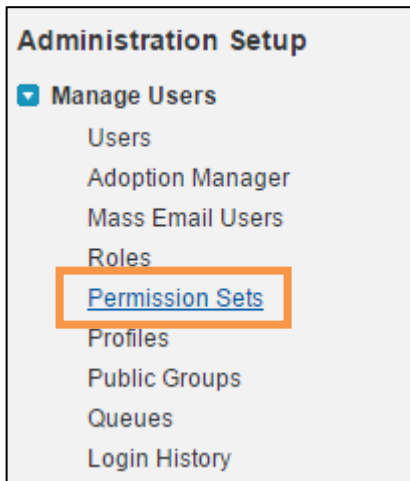 Administration Setup
Manage Users
Users
Adoption Manager
Mass Email Users
Roles
Permission Sets
Profiles
Public Groups
Queues
Login History